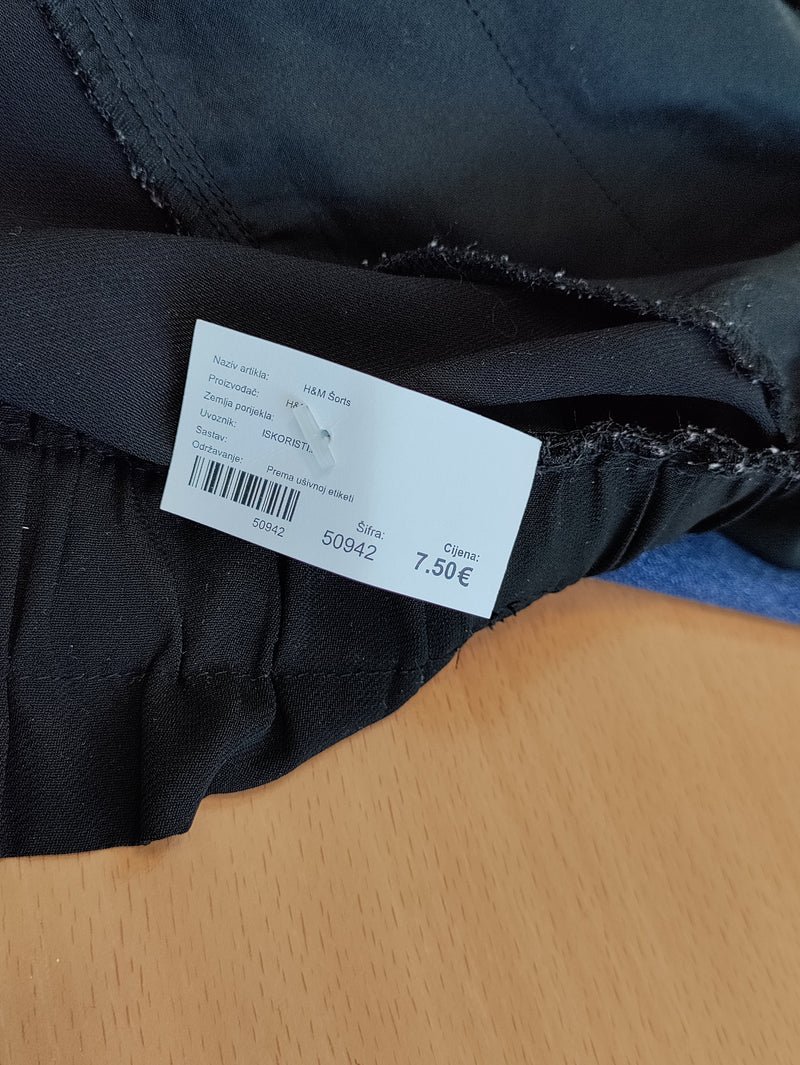 Naziv artikla: H&M Šorts
Proizvođač: H&
Zemlja porijekla:
Uvoznik: ISKORISTI
Sastav:
Održavanje: Prema ušivnoj etiketi
50942
Šifra:
50942
Cijena:
7.50€